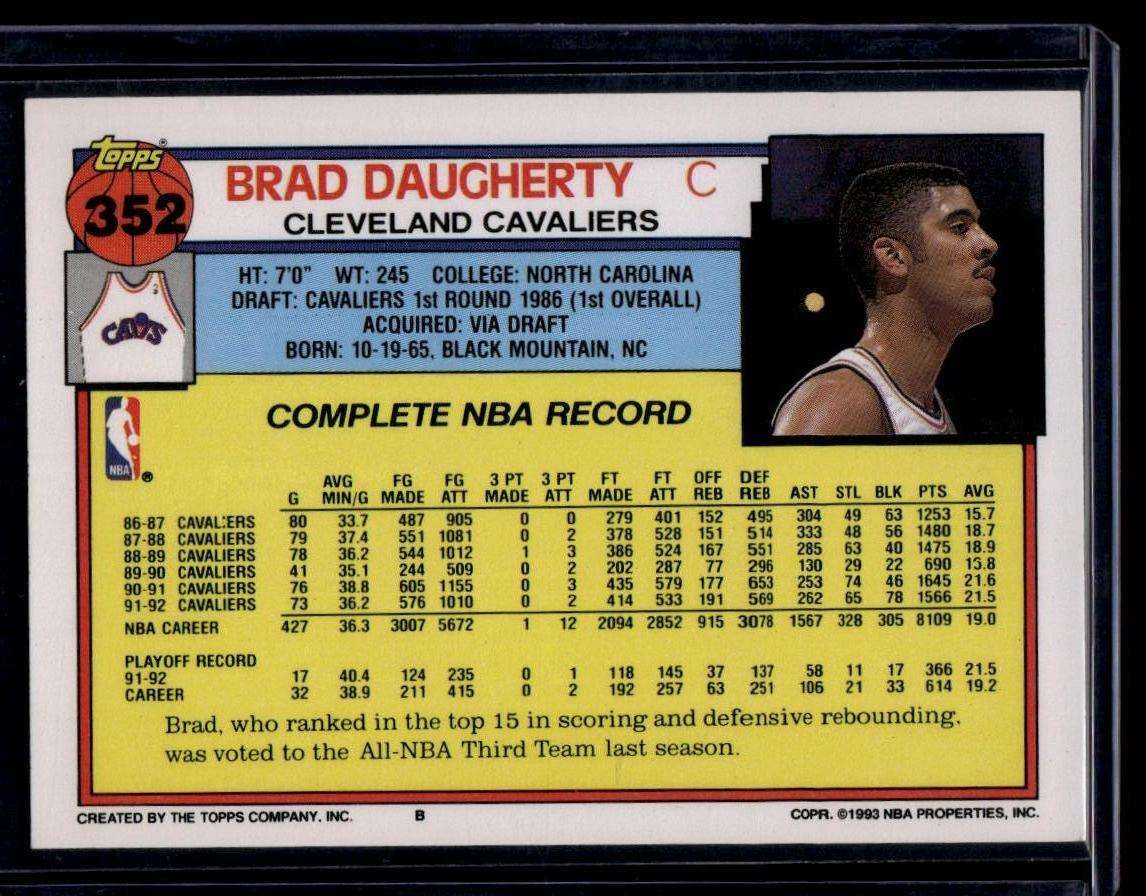 TOPPS
352
BRAD DAUGHERTY C
CLEVELAND CAVALIERS
CAVS
HT: 7'0" WT: 245 COLLEGE: NORTH CAROLINA
DRAFT: CAVALIERS 1st ROUND 1986 (1st OVERALL)
ACQUIRED: VIA DRAFT
BORN: 10-19-65, BLACK MOUNTAIN, NC
NBA
COMPLETE NBA RECORD
G AVG MIN/G FG MADE FG ATT 3 PT MADE 3 PT ATT FT MADE FT ATT OFF REB DEF REB AST STL BLK PTS AVG
86-87 CAVALIERS 80 33.7 487 905 0 0 279 401 152 495 304 49 63 1253 15.7
87-88 CAVALIERS 79 37.4 551 1081 0 2 378 528 151 514 333 48 56 1480 18.7
88-89 CAVALIERS 78 36.2 544 1012 1 3 386 524 167 551 285 63 40 1475 18.9
89-90 CAVALIERS 41 35.1 244 509 0 2 202 287 77 296 130 29 22 690 15.8
90-91 CAVALIERS 76 38.8 605 1155 0 3 435 579 177 653 253 74 46 1645 21.6
91-92 CAVALIERS 73 36.2 576 1010 0 2 414 533 191 569 262 65 78 1566 21.5
NBA CAREER 427 36.3 3007 5672 1 12 2094 2852 915 3078 1567 328 305 8109 19.0
PLAYOFF RECORD
91-92 17 40.4 124 235 0 1 118 145 37 137 58 11 17 366 21.5
CAREER 32 38.9 211 415 0 2 192 257 63 251 106 21 33 614 19.2
Brad, who ranked in the top 15 in scoring and defensive rebounding,
was voted to the All-NBA Third Team last season.
CREATED BY THE TOPPS COMPANY, INC. B COPR. ©1993 NBA PROPERTIES, INC.